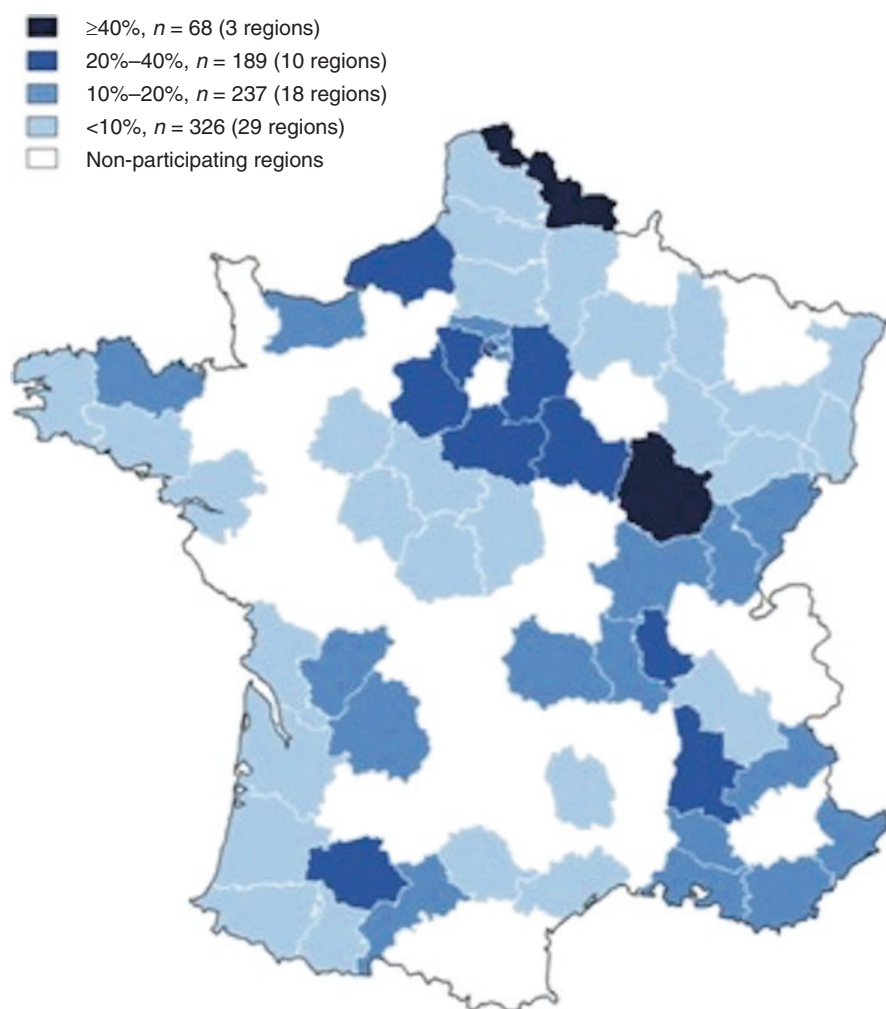 ≥40%, n = 68 (3 regions)
20%–40%, n = 189 (10 regions)
10%–20%, n = 237 (18 regions)
<10%, n = 326 (29 regions)
Non-participating regions